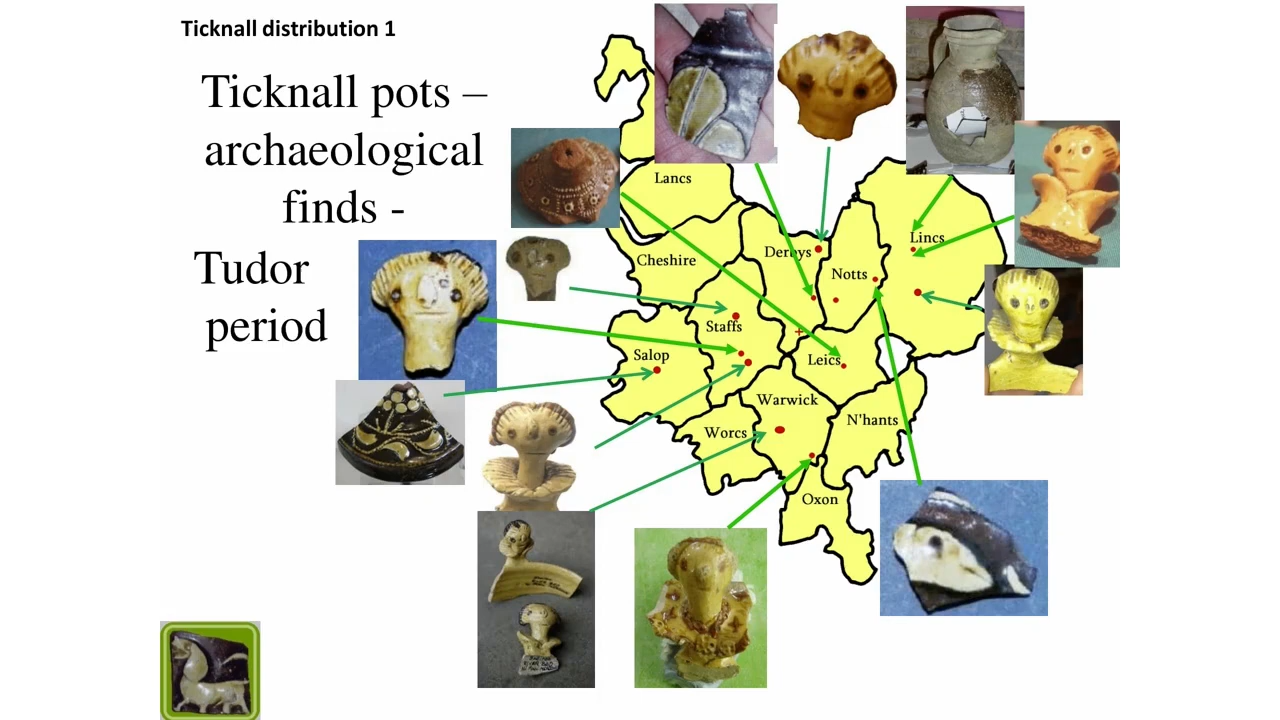 Ticknall distribution 1
Ticknall pots –
archaeological
finds -
Tudor
period
Lancs
Cheshire
Derbys
Notts
Lincs
Staffs
Salop
Leics
Warwick
Worcs
N'hants
Oxon